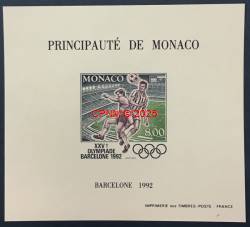 PRINCIPAUTÉ DE MONACO
MONACO
8,00
XXVe
OLYMPIADE
BARCELONE 1992
BARCELONE 1992
IMPRIMERIE DES TIMBRES-POSTE - FRANCE